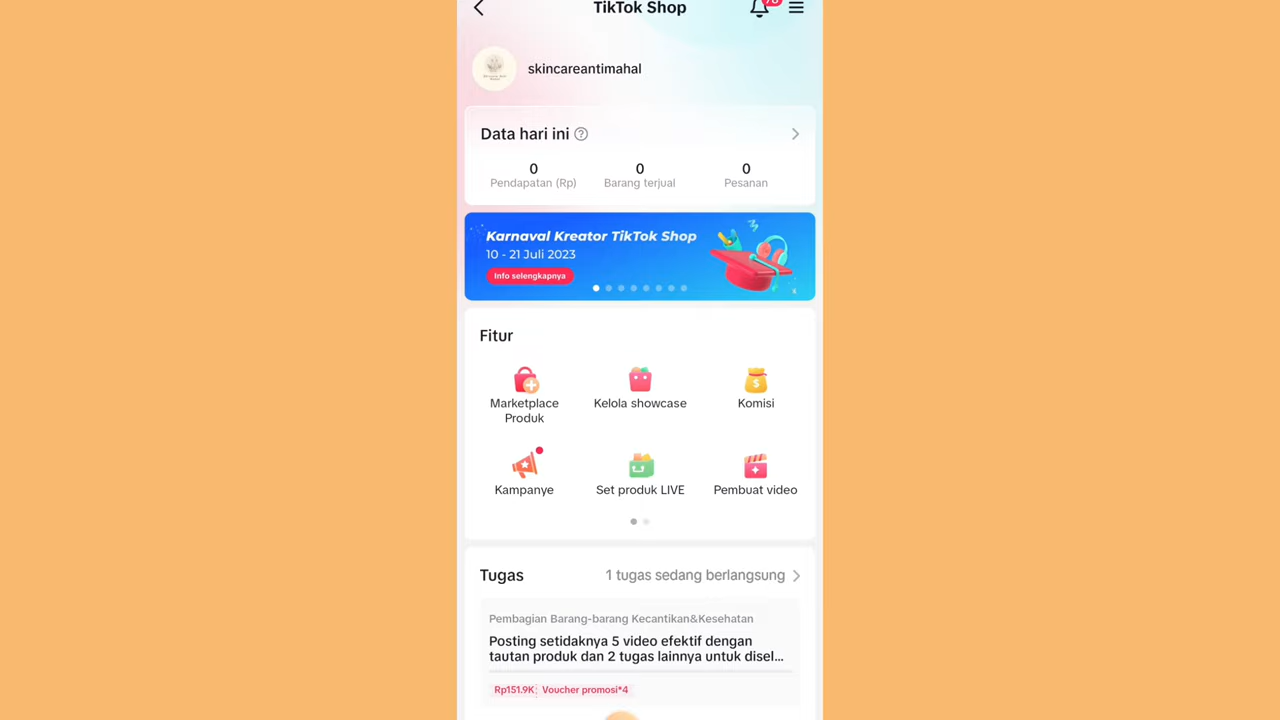 TikTok Shop
skincareantimahal
Data hari ini
0 0 0
Pendapatan (Rp) Barang terjual Pesanan
Karnaval Kreator TikTok Shop
10 - 21 Juli 2023
Info selengkapnya
Fitur
Marketplace Kelola showcase Komisi
Produk
Kampanye Set produk LIVE Pembuat video
Tugas 1 tugas sedang berlangsung
Pembagian Barang-barang Kecantikan&Kesehatan
Posting setidaknya 5 video efektif dengan
tautan produk dan 2 tugas lainnya untuk disel...
Rp151.9K Voucher promosi*4